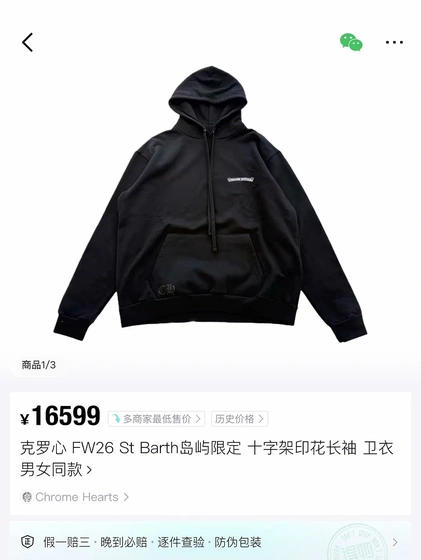 商品1/3
¥16599 多商家最低售价 > 历史价格 >
克罗心 FW26 St Barth岛屿限定 十字架印花长袖 卫衣
男女同款 >
Chrome Hearts >
假一赔三 · 晚到必赔 · 逐件查验 · 防伪包装